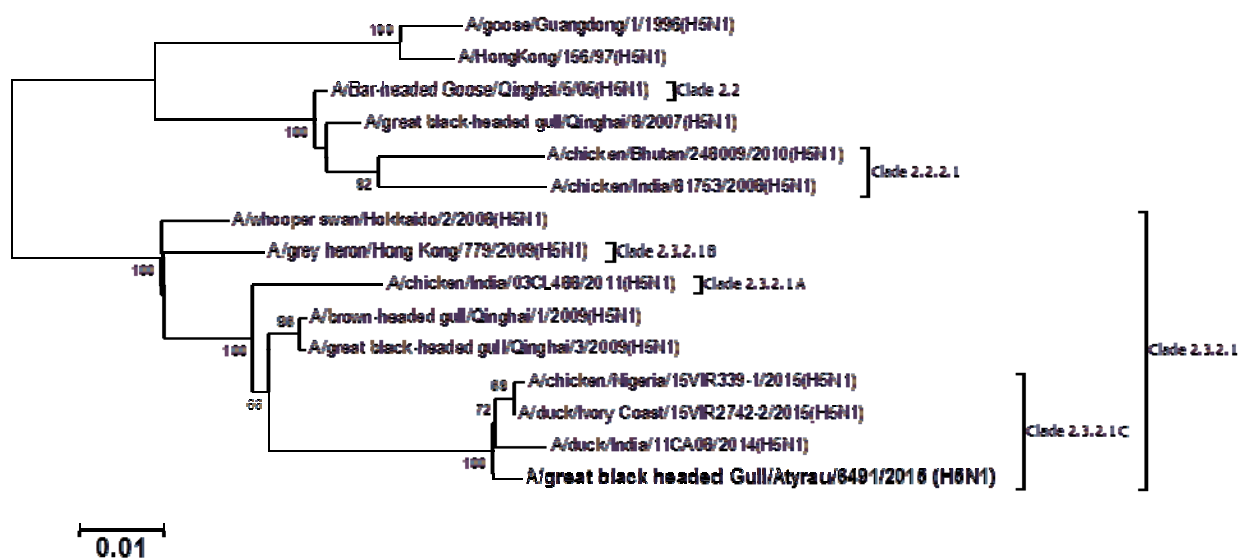 100
A/goose/Guangdong/1/1996(H5N1)
A/HongKong/156/97(H5N1)
A/Bar-headed Goose/Qinghai/5/05(H5N1)
Clade 2.2
100
A/great black-headed gull/Qinghai/6/2007(H5N1)
A/chicken/Bhutan/248009/2010(H5N1)
92
A/chicken/India/81753/2008(H5N1)
Clade 2.2.2.1
A/whooper swan/Hokkaido/2/2008(H5N1)
A/grey heron/Hong Kong/779/2009(H5N1)
Clade 2.3.2.1B
100
A/chicken/India/03CL488/2011(H5N1)
Clade 2.3.2.1A
96
A/brown-headed gull/Qinghai/1/2009(H5N1)
100
A/great black-headed gull/Qinghai/3/2009(H5N1)
Clade 2.3.2.1
A/chicken/Nigeria/15VIR339-1/2015(H5N1)
66
72
A/duck/Ivory Coast/15VIR2742-2/2015(H5N1)
Clade 2.3.2.1C
A/duck/India/11CA08/2014(H5N1)
100
A/great black headed Gull/Atyrau/6491/2015 (H5N1)
0.01